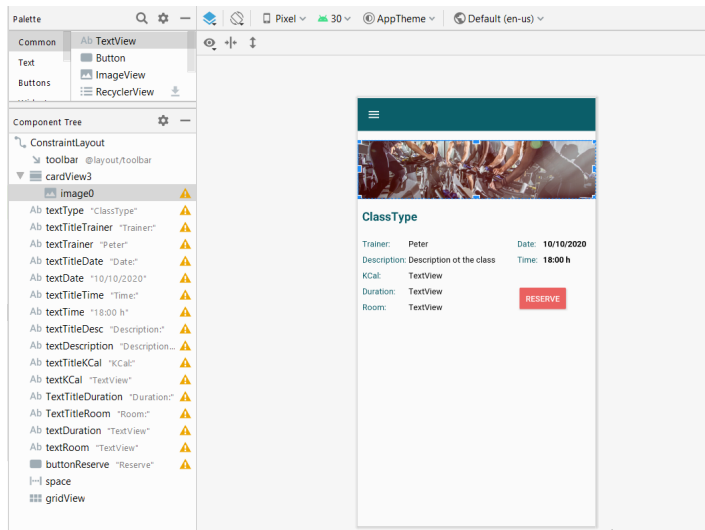 Palette
Pixel
30
AppTheme
Default (en-us)
Common
Ab TextView
Text
Button
ImageView
Buttons
RecyclerView
Component Tree
ConstraintLayout
toolbar @layout/toolbar
cardView3
image0
Ab textType "ClassType"
Ab textTitleTrainer "Trainer:"
Ab textTrainer "Peter"
Ab textTitleDate "Date:"
Ab textDate "10/10/2020"
Ab textTitleTime "Time:"
Ab textTime "18:00 h"
Ab textTitleDesc "Description:"
Ab textDescription "Description...
Ab textTitleKCal "KCal:"
Ab textKCal "TextView"
Ab TextTitleDuration "Duration:"
Ab TextTitleRoom "Room:"
Ab textDuration "TextView"
Ab textRoom "TextView"
buttonReserve "Reserve"
space
gridView
ClassType
Trainer: Peter Date: 10/10/2020
Description: Description ot the class Time: 18:00 h
KCal: TextView
Duration: TextView
RESERVE
Room: TextView